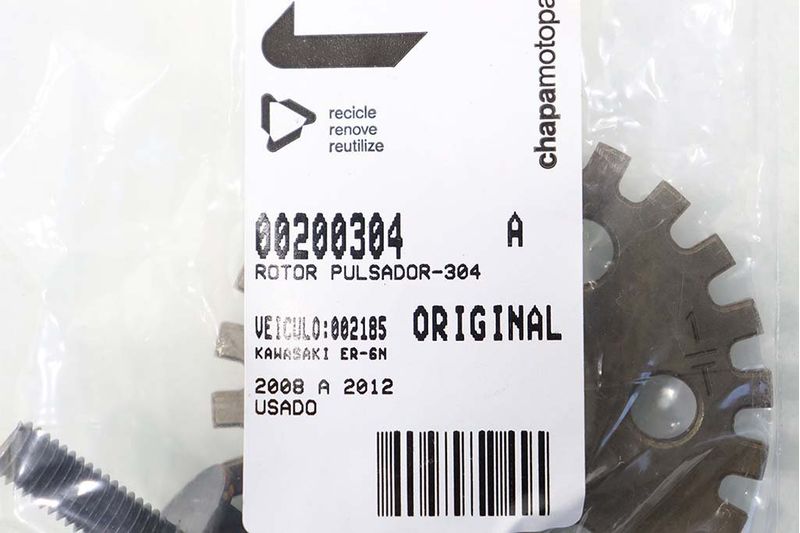 chapamotopa
recicle
renove
reutilize
00200304 A
ROTOR PULSADOR-304
VEICULO:002185 ORIGINAL
KAWASAKI ER-6N
2008 A 2012
USADO